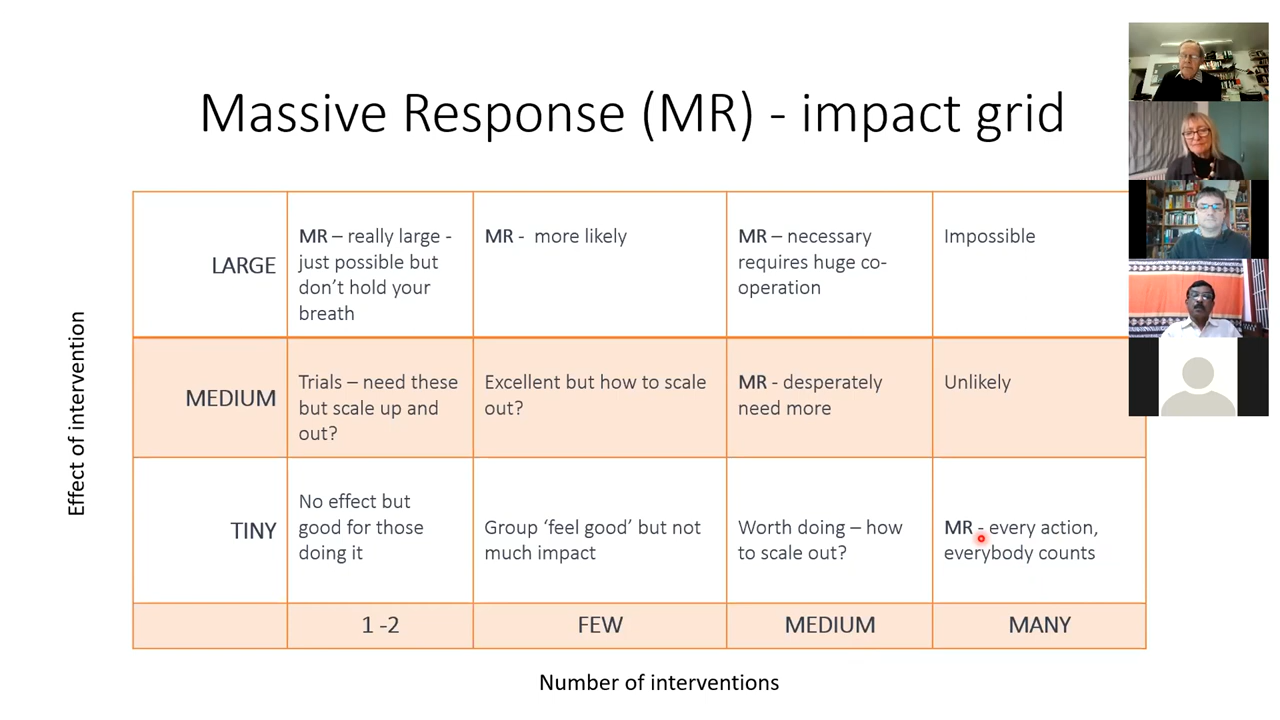 Massive Response (MR) - impact grid
Effect of intervention
LARGE
MR – really large -
just possible but
don't hold your
breath
MR - more likely
MR – necessary
requires huge co-
operation
Impossible
MEDIUM
Trials – need these
but scale up and
out?
Excellent but how to scale
out?
MR - desperately
need more
Unlikely
TINY
No effect but
good for those
doing it
Group 'feel good' but not
much impact
Worth doing – how
to scale out?
MR - every action,
everybody counts
1 -2
FEW
MEDIUM
MANY
Number of interventions